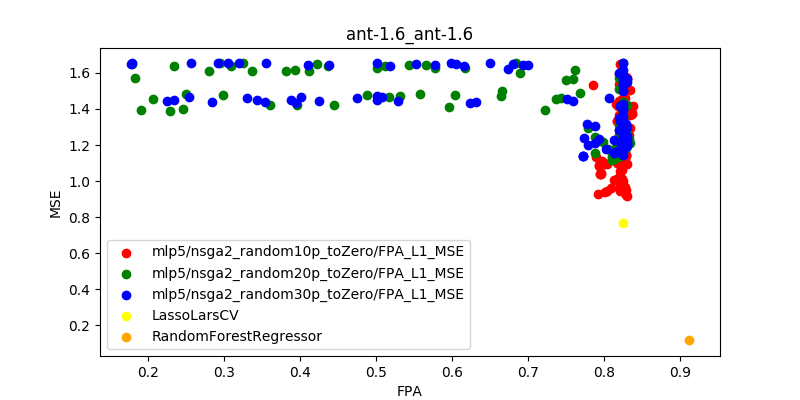 ant-1.6_ant-1.6
MSE
1.6
1.4
1.2
1.0
0.8
0.6
0.4
0.2
mlp5/nsga2_random10p_toZero/FPA_L1_MSE
mlp5/nsga2_random20p_toZero/FPA_L1_MSE
mlp5/nsga2_random30p_toZero/FPA_L1_MSE
LassoLarsCV
RandomForestRegressor
0.2 0.3 0.4 0.5 0.6 0.7 0.8 0.9
FPA